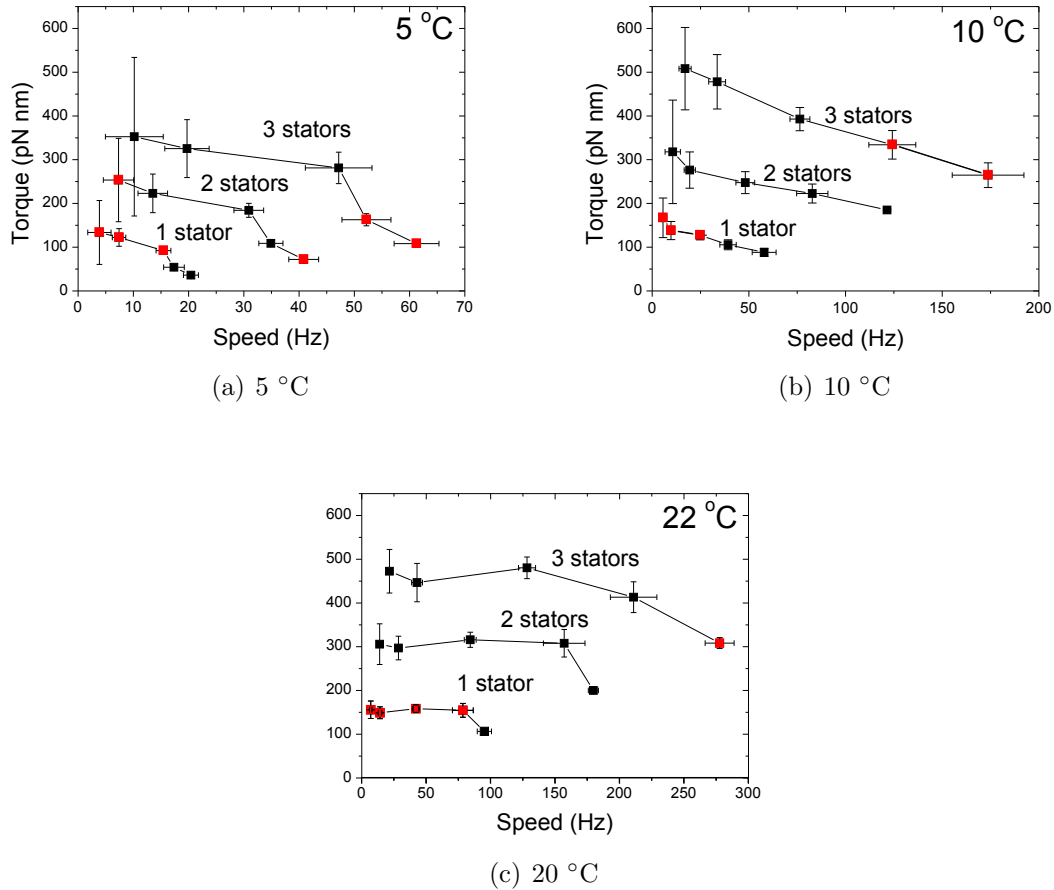 5 °C
600
500
400
300
200
100
0
Torque (pN nm)
3 stators
2 stators
1 stator
0 10 20 30 40 50 60 70
Speed (Hz)
(a) 5 °C
10 °C
600
500
400
300
200
100
0
Torque (pN nm)
3 stators
2 stators
1 stator
0 50 100 150 200
Speed (Hz)
(b) 10 °C
22 °C
600
500
400
300
200
100
0
Torque (pN nm)
3 stators
2 stators
1 stator
0 50 100 150 200 250 300
Speed (Hz)
(c) 20 °C